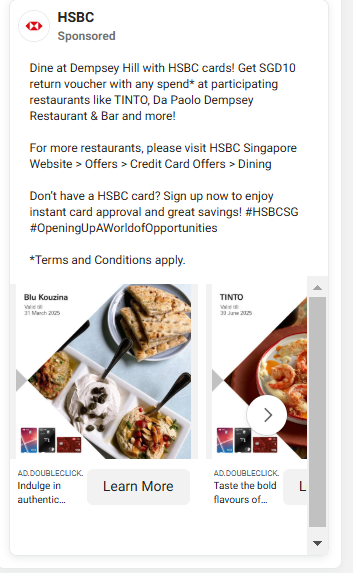 HSBC
Sponsored
Dine at Dempsey Hill with HSBC cards! Get SGD10
return voucher with any spend* at participating
restaurants like TINTO, Da Paolo Dempsey
Restaurant & Bar and more!
For more restaurants, please visit HSBC Singapore
Website > Offers > Credit Card Offers > Dining
Don't have a HSBC card? Sign up now to enjoy
instant card approval and great savings! #HSBCSG
#OpeningUpAWorldofOpportunities
*Terms and Conditions apply.
Blu Kouzina
Valid till
31 March 2025
TINTO
Valid till
30 June 2025
AD.DOUBLECLICK.
Indulge in
authentic...
Learn More
AD.DOUBLECLICK.
Taste the bold
flavours of...
L